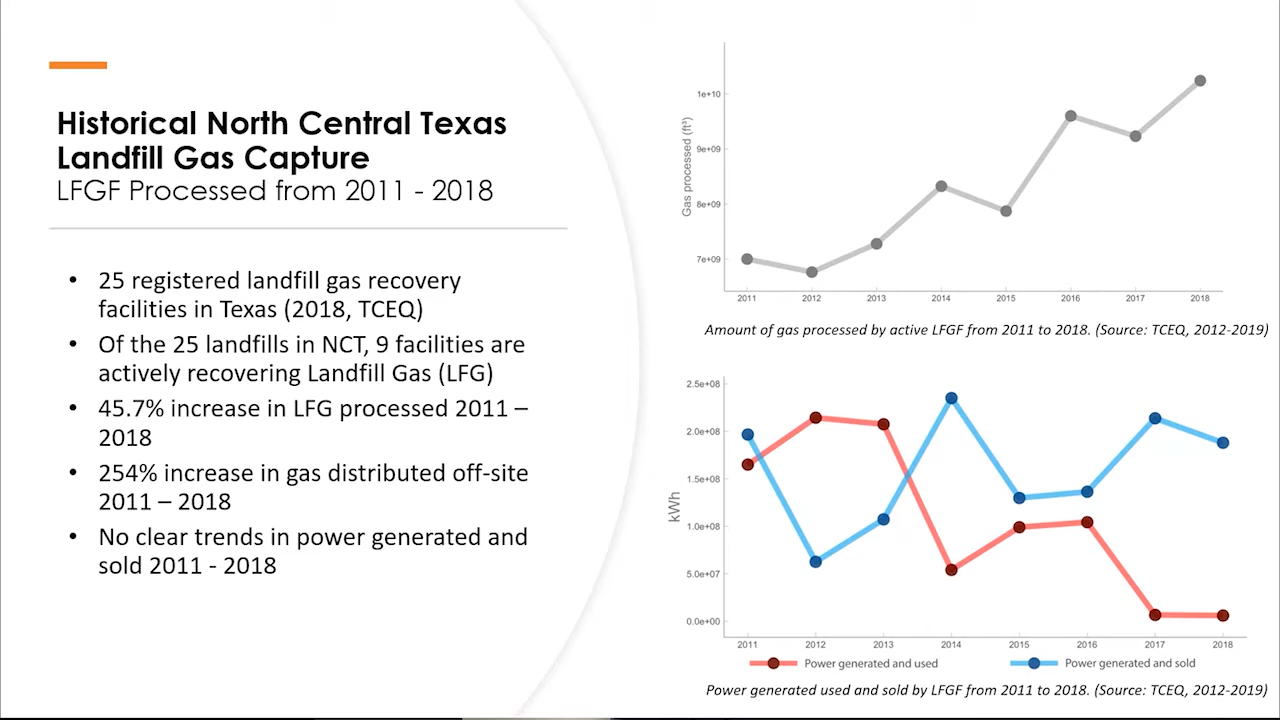 Historical North Central Texas
Landfill Gas Capture
LFGF Processed from 2011 - 2018
• 25 registered landfill gas recovery
facilities in Texas (2018, TCEQ)
• Of the 25 landfills in NCT, 9 facilities are
actively recovering Landfill Gas (LFG)
• 45.7% increase in LFG processed 2011 –
2018
• 254% increase in gas distributed off-site
2011 – 2018
• No clear trends in power generated and
sold 2011 - 2018
Gas processed (ft³)
1e+10
9e+09
8e+09
7e+09
2011 2012 2013 2014 2015 2016 2017 2018
Amount of gas processed by active LFGF from 2011 to 2018. (Source: TCEQ, 2012-2019)
kWh
2.5e+08
2.0e+08
1.5e+08
1.0e+08
5.0e+07
0.0e+00
2011 2012 2013 2014 2015 2016 2017 2018
Power generated and used Power generated and sold
Power generated used and sold by LFGF from 2011 to 2018. (Source: TCEQ, 2012-2019)